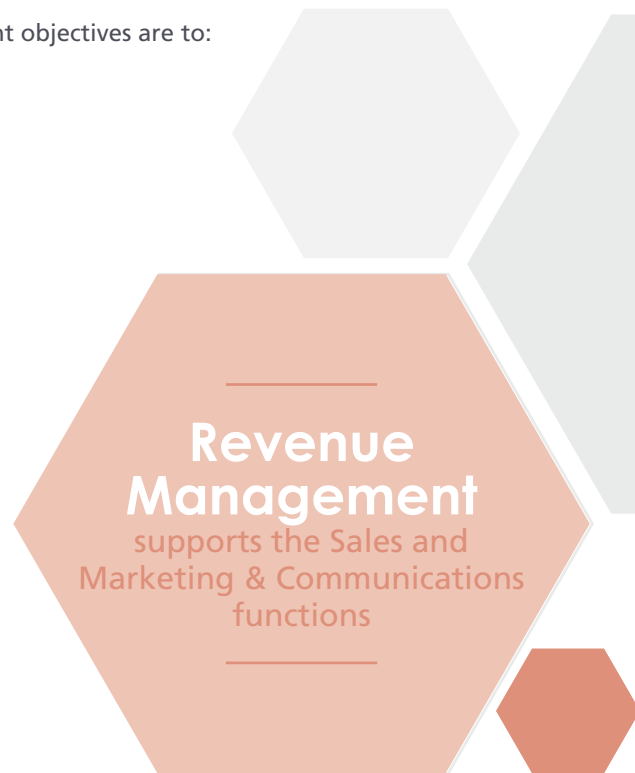 nt objectives are to:
Revenue
Management
supports the Sales and
Marketing & Communications
functions